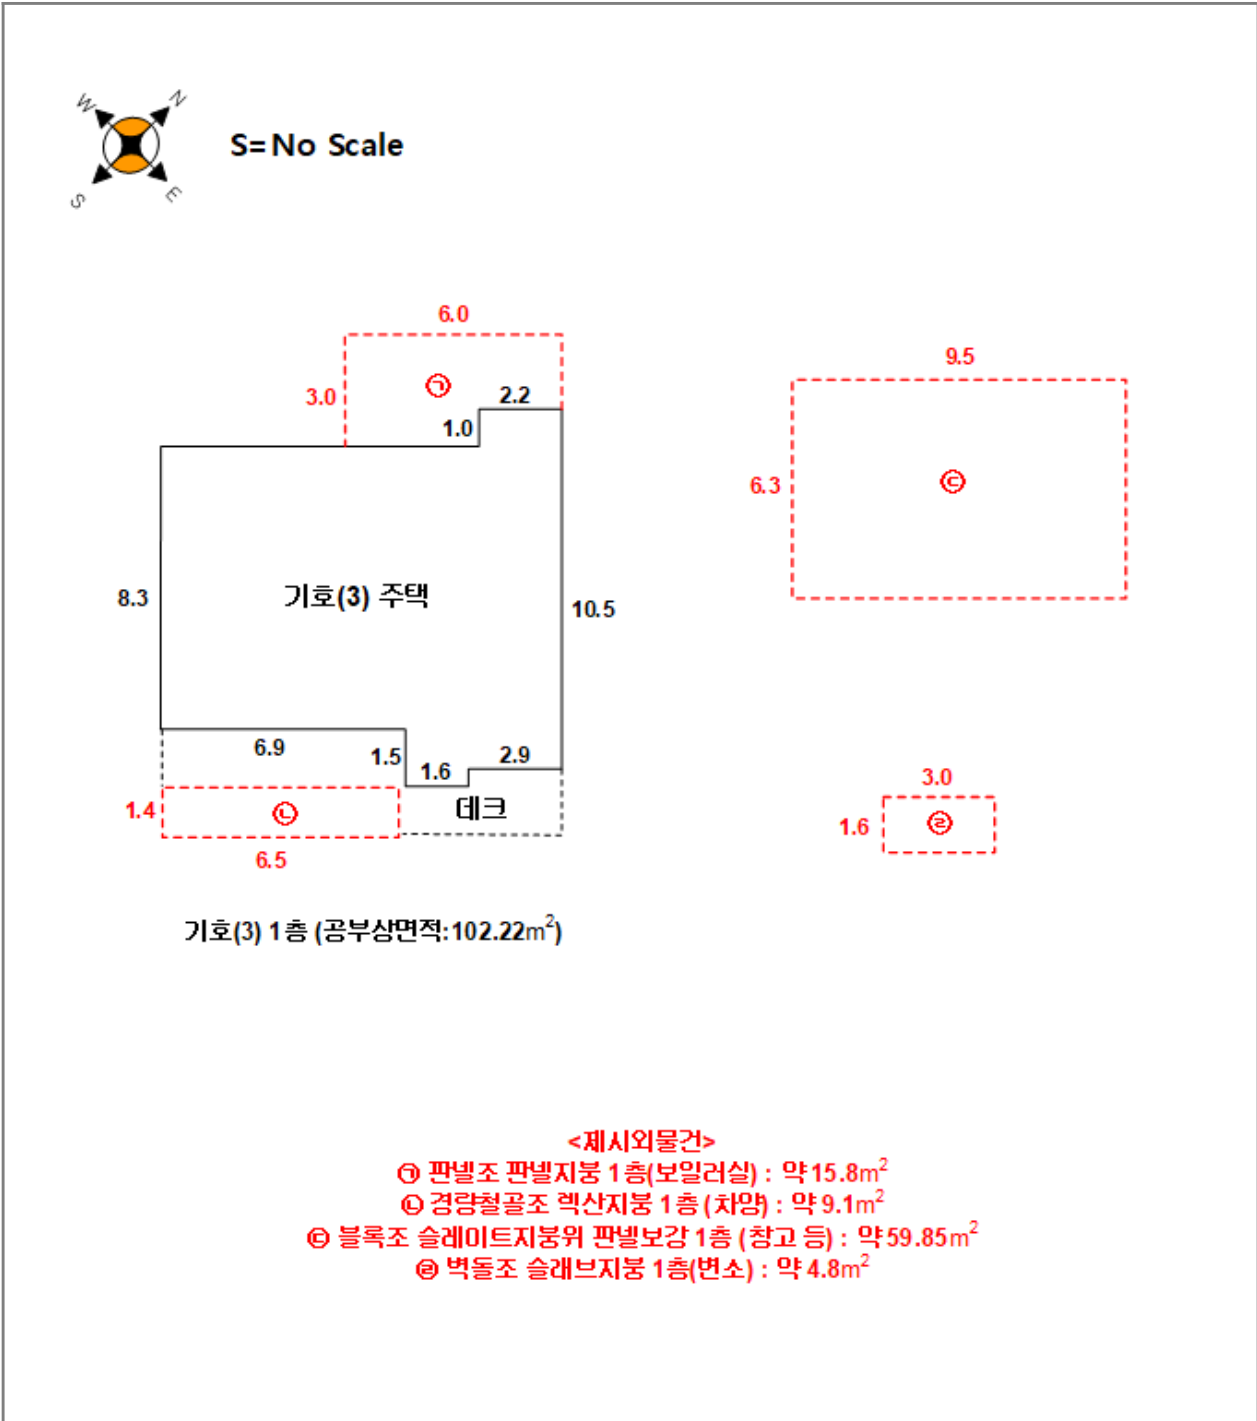 W N
S=No Scale
S E
6.0
3.0
㉠
2.2
1.0
9.5
6.3
㉢
8.3
기호(3) 주택
10.5
6.9
1.5
1.6
2.9
1.4
㉡
데크
6.5
3.0
1.6
㉣
기호(3) 1층 (공부상면적:102.22m²)
<제시외물건>
㉠ 판넬조 판넬지붕 1층(보일러실) : 약 15.8m²
㉡ 경량철골조 렉산지붕 1층 (차양) : 약 9.1m²
㉢ 블록조 슬레이트지붕위 판넬보강 1층 (창고 등) : 약 59.85m²
㉣ 벽돌조 슬래브지붕 1층(변소) : 약 4.8m²